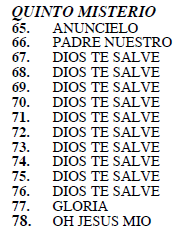 QUINTO MISTERIO
65. ANUNCIELO
66. PADRE NUESTRO
67. DIOS TE SALVE
68. DIOS TE SALVE
69. DIOS TE SALVE
70. DIOS TE SALVE
71. DIOS TE SALVE
72. DIOS TE SALVE
73. DIOS TE SALVE
74. DIOS TE SALVE
75. DIOS TE SALVE
76. DIOS TE SALVE
77. GLORIA
78. OH JESUS MIO